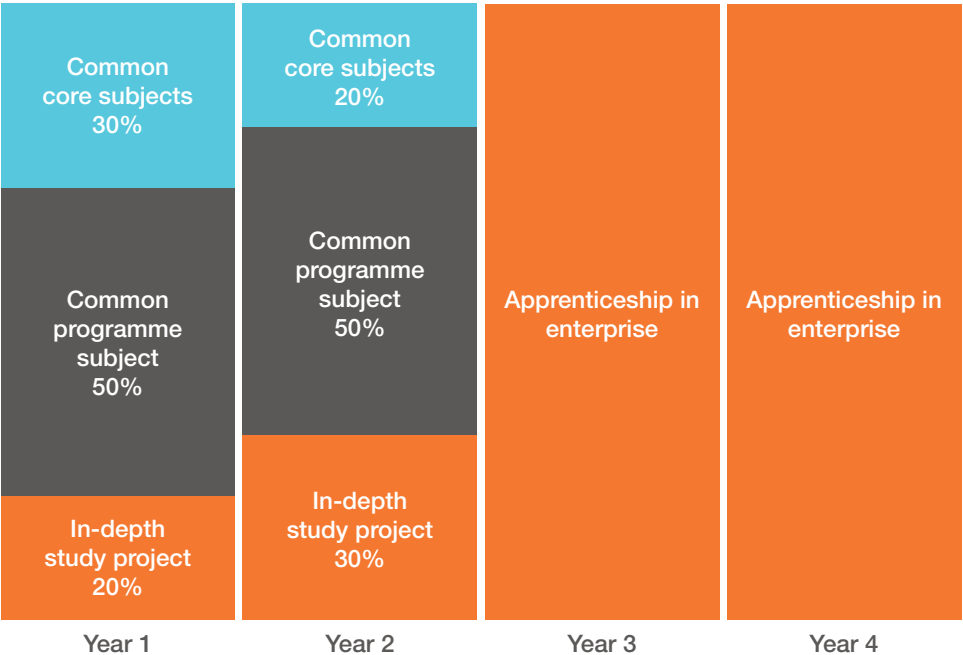 Common
core subjects
30%
Common
programme
subject
50%
In-depth
study project
20%
Year 1
Common
core subjects
20%
Common
programme
subject
50%
In-depth
study project
30%
Year 2
Apprenticeship in
enterprise
Year 3
Apprenticeship in
enterprise
Year 4